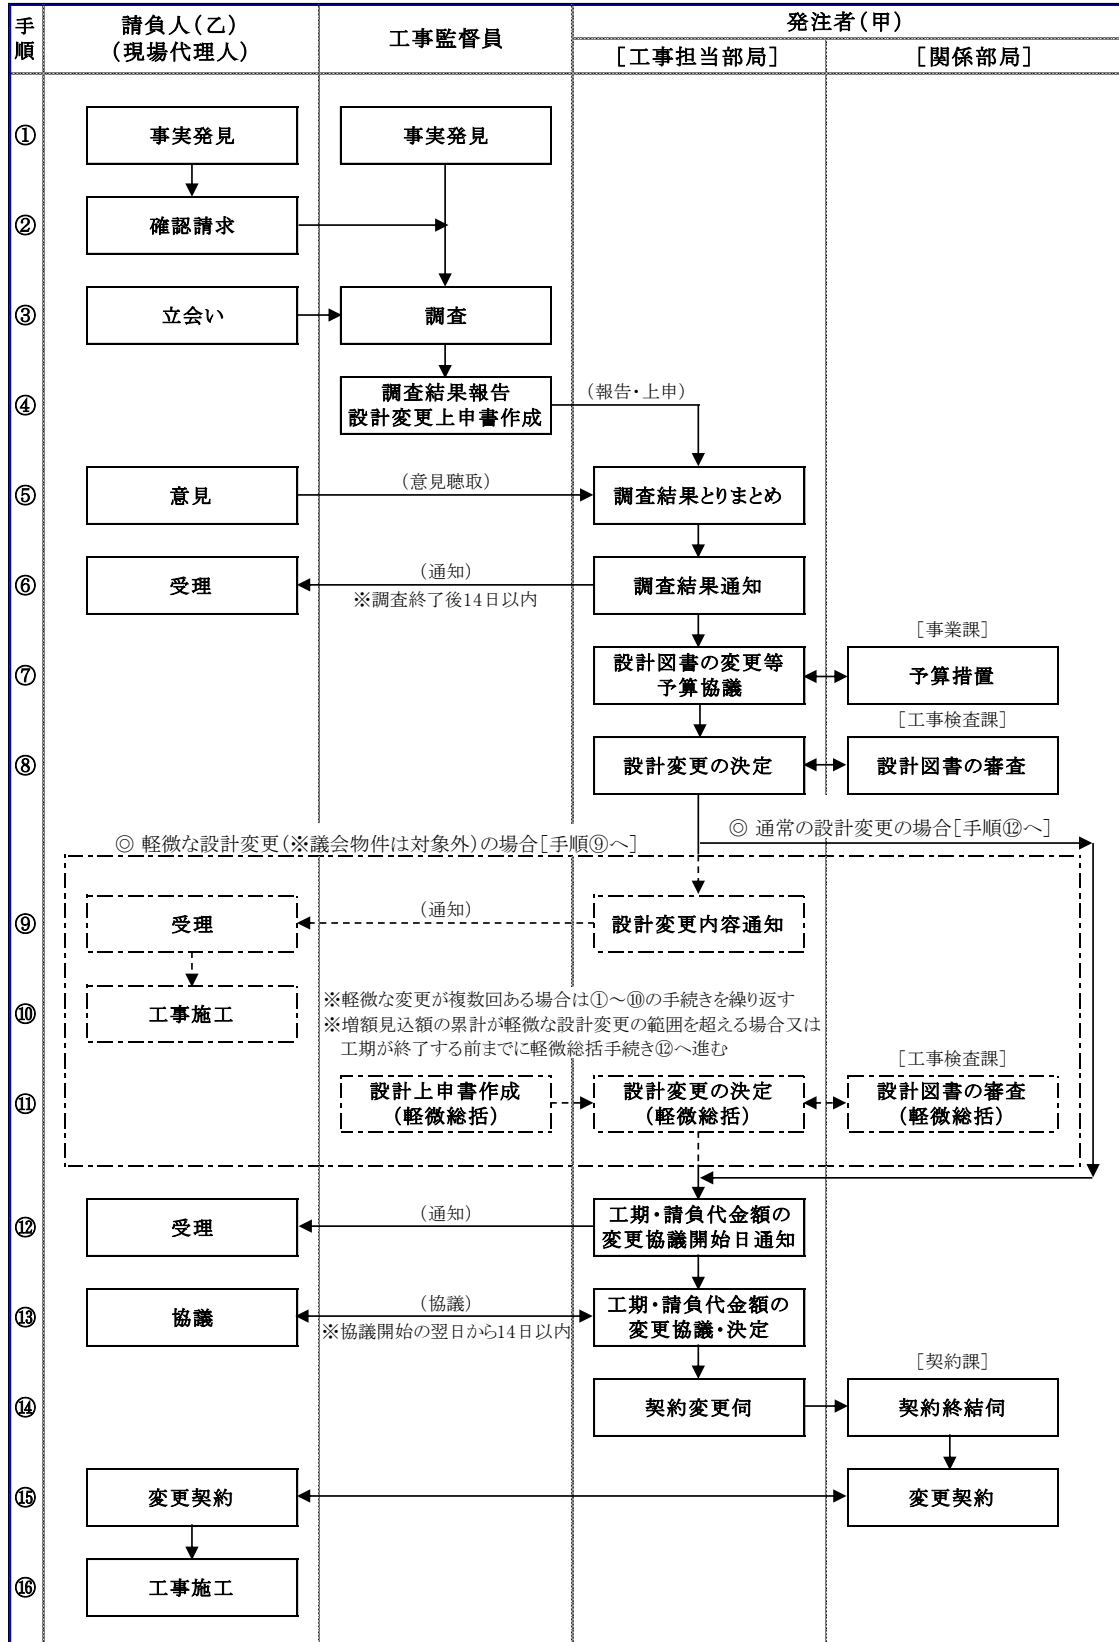 手
順
請負人(乙)
(現場代理人)
工事監督員
発注者(甲)
[工事担当部局]
[関係部局]
①
事実発見
事実発見
②
確認請求
③
立会い
調査
④
調査結果報告
設計変更上申書作成
(報告・上申)
⑤
意見
(意見聴取)
調査結果とりまとめ
⑥
受理
(通知)
※調査終了後14日以内
調査結果通知
[事業課]
⑦
設計図書の変更等
予算協議
予算措置
[工事検査課]
⑧
設計変更の決定
設計図書の審査
◎ 通常の設計変更の場合[手順⑫へ]
◎ 軽微な設計変更(※議会物件は対象外)の場合[手順⑨へ]
⑨
受理
(通知)
設計変更内容通知
⑩
工事施工
※軽微な変更が複数回ある場合は①～⑩の手続きを繰り返す
※増額見込額の累計が軽微な設計変更の範囲を超える場合又は
工期が終了する前までに軽微総括手続き⑫へ進む
[工事検査課]
⑪
設計上申書作成
(軽微総括)
設計変更の決定
(軽微総括)
設計図書の審査
(軽微総括)
⑫
受理
(通知)
工期・請負代金額の
変更協議開始日通知
⑬
協議
(協議)
※協議開始の翌日から14日以内
工期・請負代金額の
変更協議・決定
[契約課]
⑭
契約変更伺
契約終結伺
⑮
変更契約
変更契約
⑯
工事施工